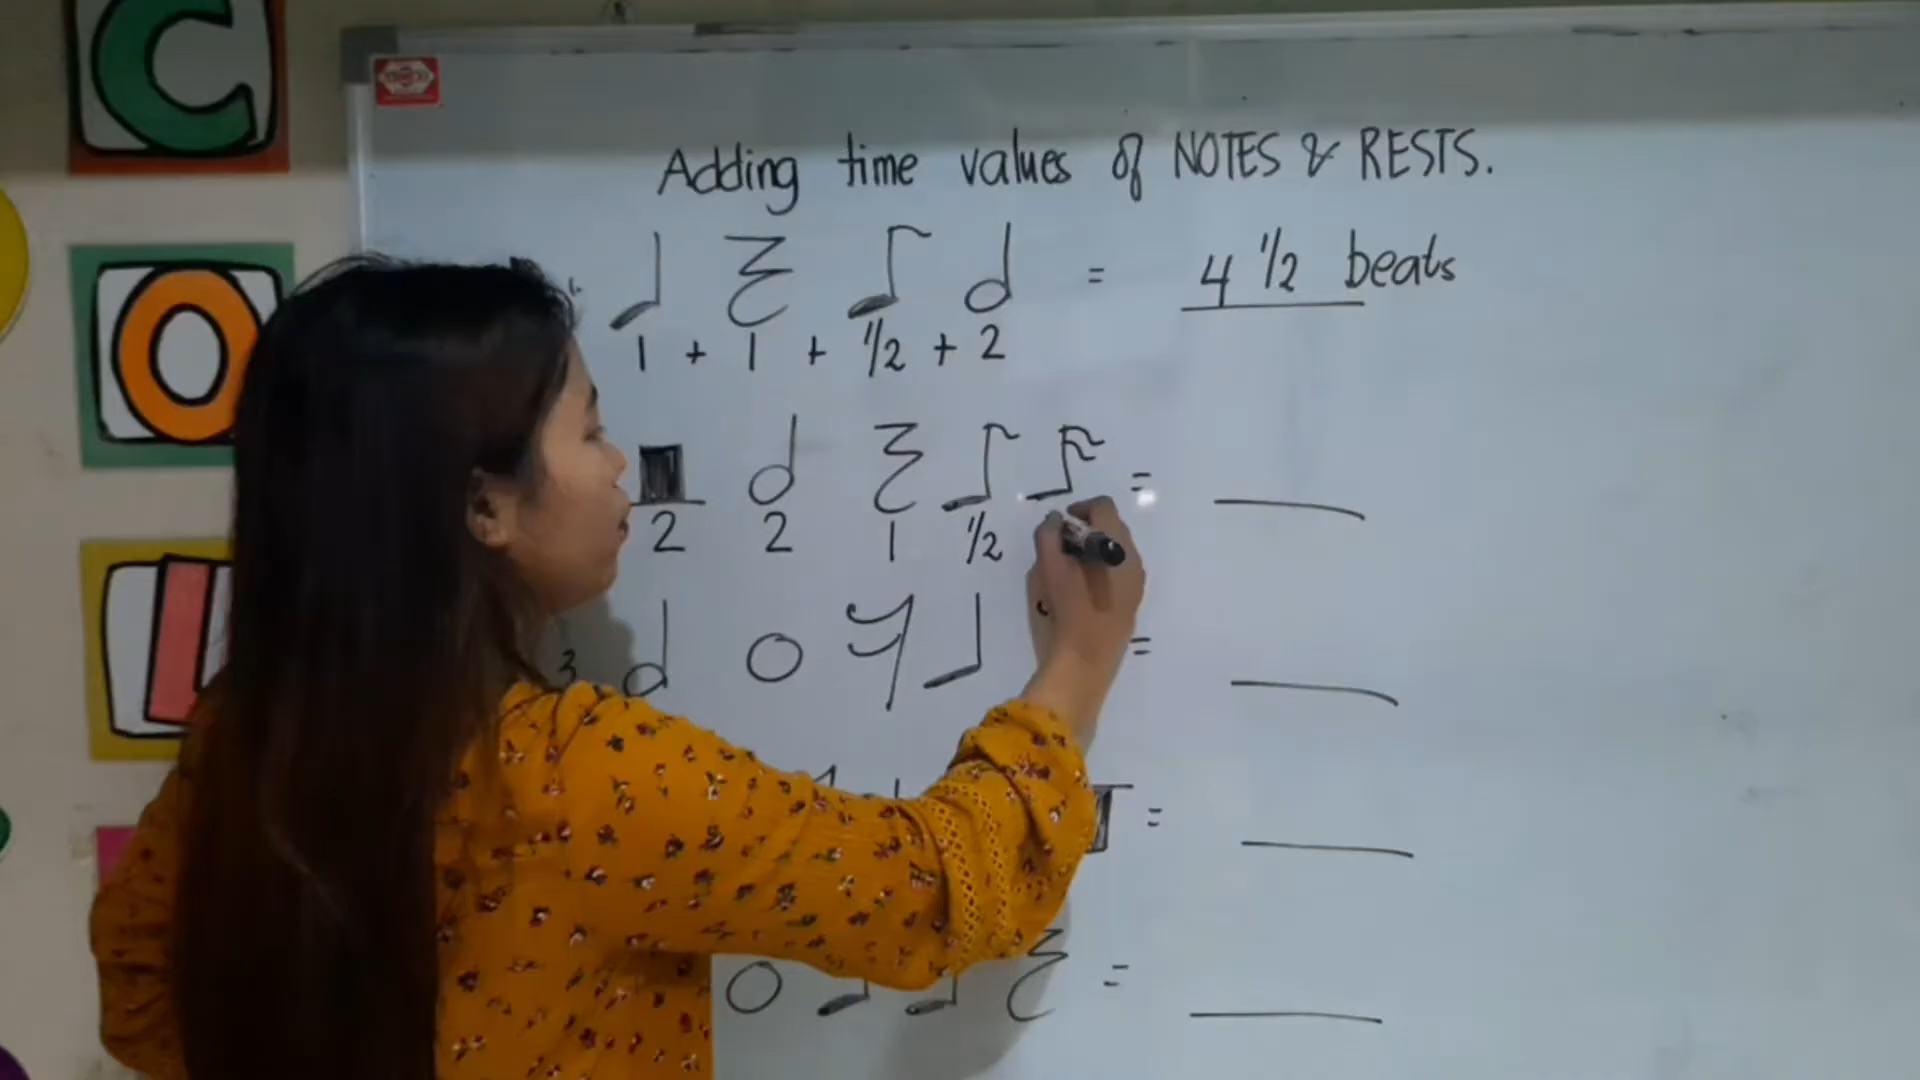 C
O
Adding time values of NOTES & RESTS.
1. = 4 1/2 beats
1 + 1 + 1/2 + 2
=
2 2 1 1/2
3. =
=
=